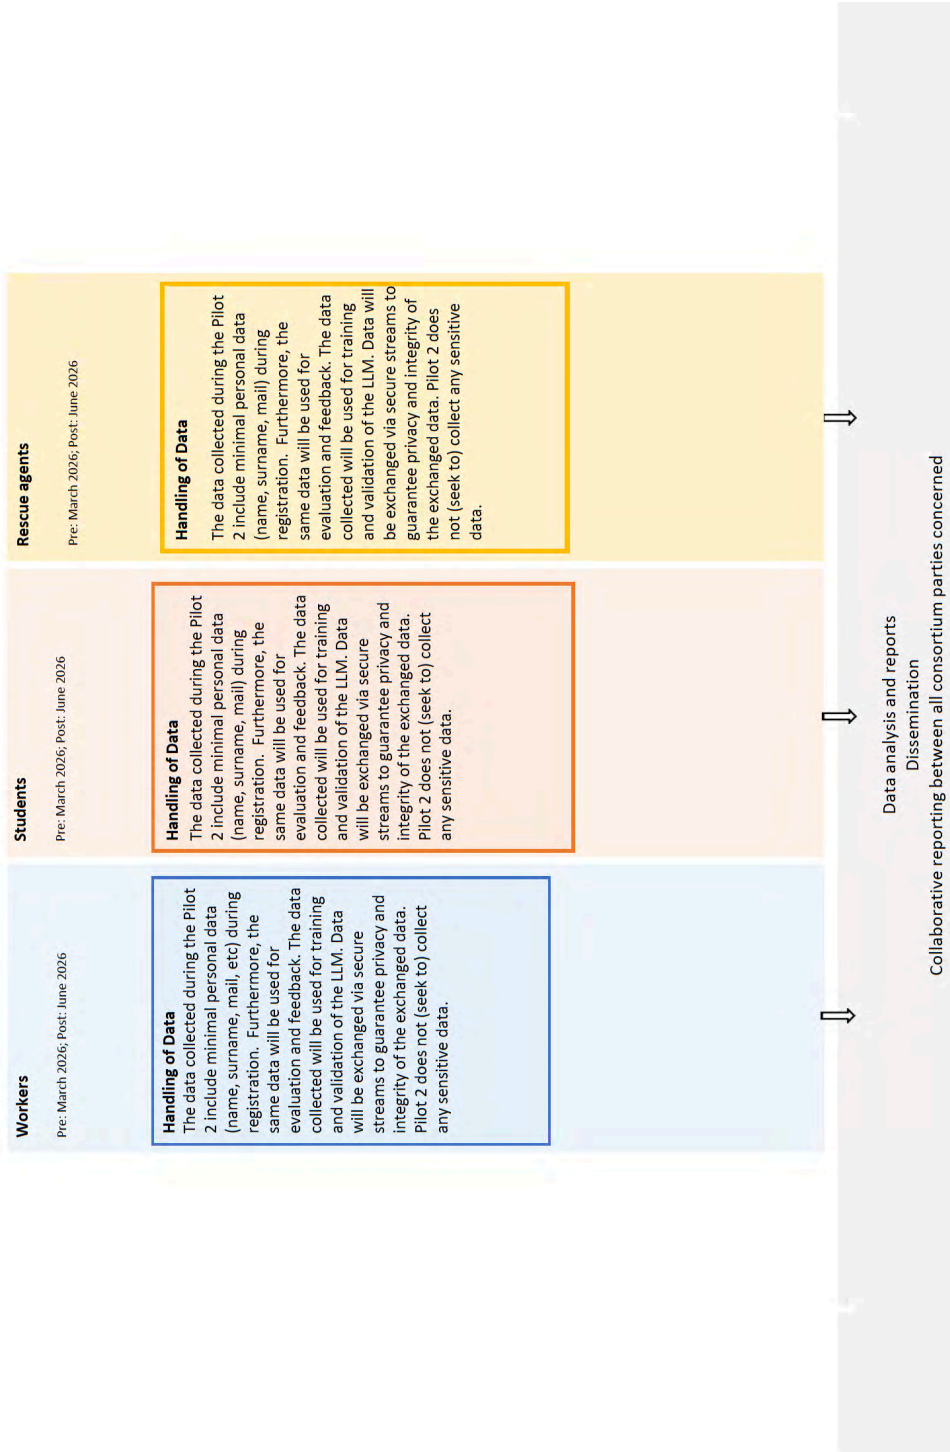 Workers
Pre: March 2026; Post: June 2026
Handling of Data
The data collected during the Pilot
2 include minimal personal data
(name, surname, mail, etc) during
registration.  Furthermore, the
same data will be used for
evaluation and feedback. The data
collected will be used for training
and validation of the LLM. Data
will be exchanged via secure
streams to guarantee privacy and
integrity of the exchanged data.
Pilot 2 does not (seek to) collect
any sensitive data.
Students
Pre: March 2026; Post: June 2026
Handling of Data
The data collected during the Pilot
2 include minimal personal data
(name, surname, mail) during
registration.  Furthermore, the
same data will be used for
evaluation and feedback. The data
collected will be used for training
and validation of the LLM. Data
will be exchanged via secure
streams to guarantee privacy and
integrity of the exchanged data.
Pilot 2 does not (seek to) collect
any sensitive data.
Rescue agents
Pre: March 2026; Post: June 2026
Handling of Data
The data collected during the Pilot
2 include minimal personal data
(name, surname, mail) during
registration.  Furthermore, the
same data will be used for
evaluation and feedback. The data
collected will be used for training
and validation of the LLM. Data will
be exchanged via secure streams to
guarantee privacy and integrity of
the exchanged data. Pilot 2 does
not (seek to) collect any sensitive
data.
Data analysis and reports
Dissemination
Collaborative reporting between all consortium parties concerned